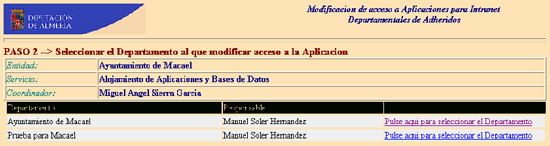 DIPUTACIÓN
DE ALMERÍA
Modificacion de acceso a Aplicaciones para Intranet
Departamentales de Adheridos
PASO 2 --> Seleccionar el Departamento al que modificar acceso a la Aplicacion
Entidad: Ayuntamiento de Macael
Servicio: Alojamiento de Aplicaciones y Bases de Datos
Coordinador: Miguel Angel Sierra Garcia
Departamento Responsable
Ayuntamiento de Macael Manuel Soler Hernandez Pulse aqui para seleccionar el Departamento
Prueba para Macael Manuel Soler Hernandez Pulse aqui para seleccionar el Departamento